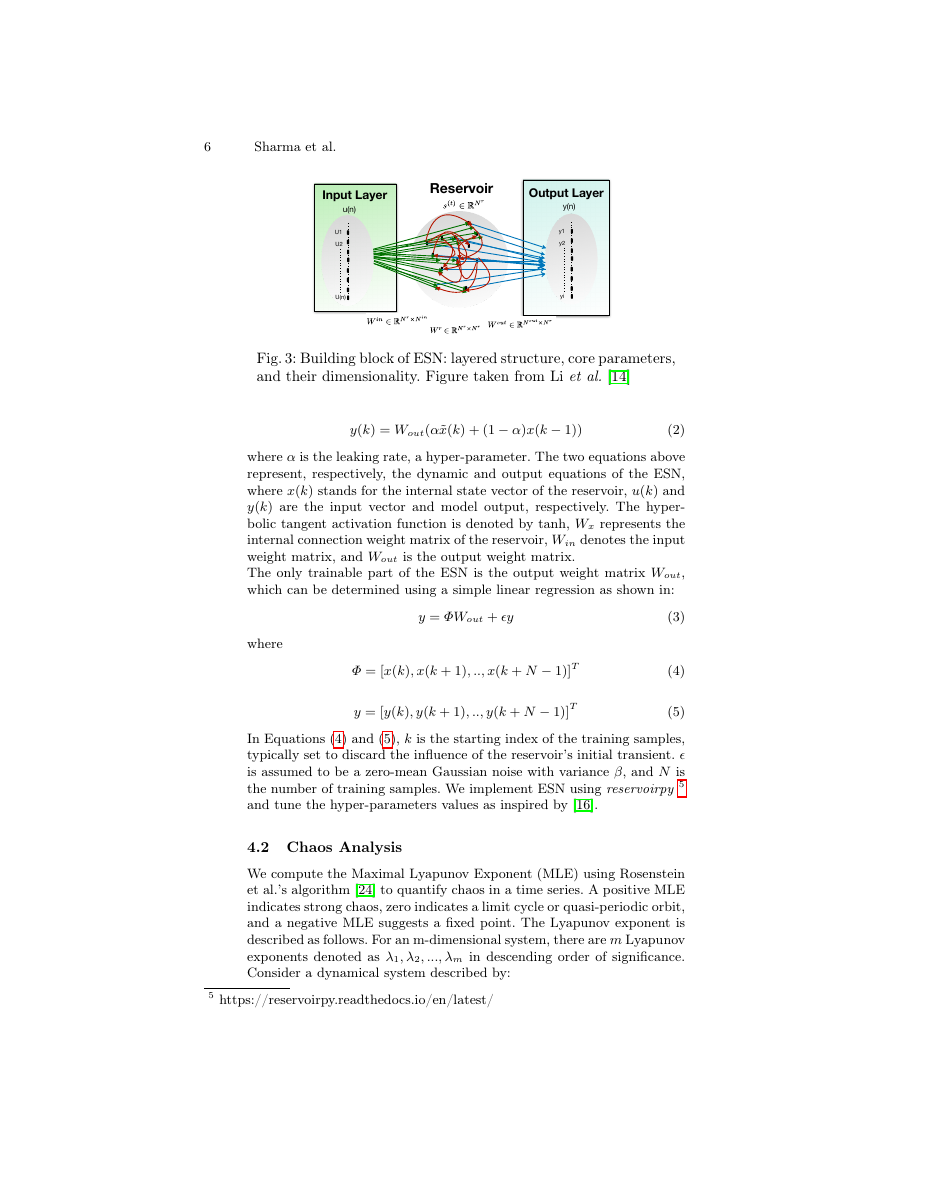 6 Sharma et al.
Input Layer
u(n)
U1
U2
U(n)
Reservoir
s^(t) ∈ ℝ^{N^r}
Output Layer
y(n)
y1
y2
yi
W^{in} ∈ ℝ^{N^r×N^{in}}
W^r ∈ ℝ^{N^r×N^r}
W^{out} ∈ ℝ^{N^{out}×N^r}
Fig. 3: Building block of ESN: layered structure, core parameters,
and their dimensionality. Figure taken from Li et al. [14]
y(k) = W_{out}(αx̃(k) + (1 − α)x(k − 1)) (2)
where α is the leaking rate, a hyper-parameter. The two equations above
represent, respectively, the dynamic and output equations of the ESN,
where x(k) stands for the internal state vector of the reservoir, u(k) and
y(k) are the input vector and model output, respectively. The hyper-
bolic tangent activation function is denoted by tanh, W_x represents the
internal connection weight matrix of the reservoir, W_{in} denotes the input
weight matrix, and W_{out} is the output weight matrix.
The only trainable part of the ESN is the output weight matrix W_{out},
which can be determined using a simple linear regression as shown in:
y = ΦW_{out} + ϵy (3)
where
Φ = [x(k), x(k + 1), .., x(k + N − 1)]^T (4)
y = [y(k), y(k + 1), .., y(k + N − 1)]^T (5)
In Equations (4) and (5), k is the starting index of the training samples,
typically set to discard the influence of the reservoir's initial transient. ϵ
is assumed to be a zero-mean Gaussian noise with variance β, and N is
the number of training samples. We implement ESN using reservoirpy ^5
and tune the hyper-parameters values as inspired by [16].
4.2 Chaos Analysis
We compute the Maximal Lyapunov Exponent (MLE) using Rosenstein
et al.'s algorithm [24] to quantify chaos in a time series. A positive MLE
indicates strong chaos, zero indicates a limit cycle or quasi-periodic orbit,
and a negative MLE suggests a fixed point. The Lyapunov exponent is
described as follows. For an m-dimensional system, there are m Lyapunov
exponents denoted as λ₁, λ₂, ..., λ_m in descending order of significance.
Consider a dynamical system described by:
^5 https://reservoirpy.readthedocs.io/en/latest/